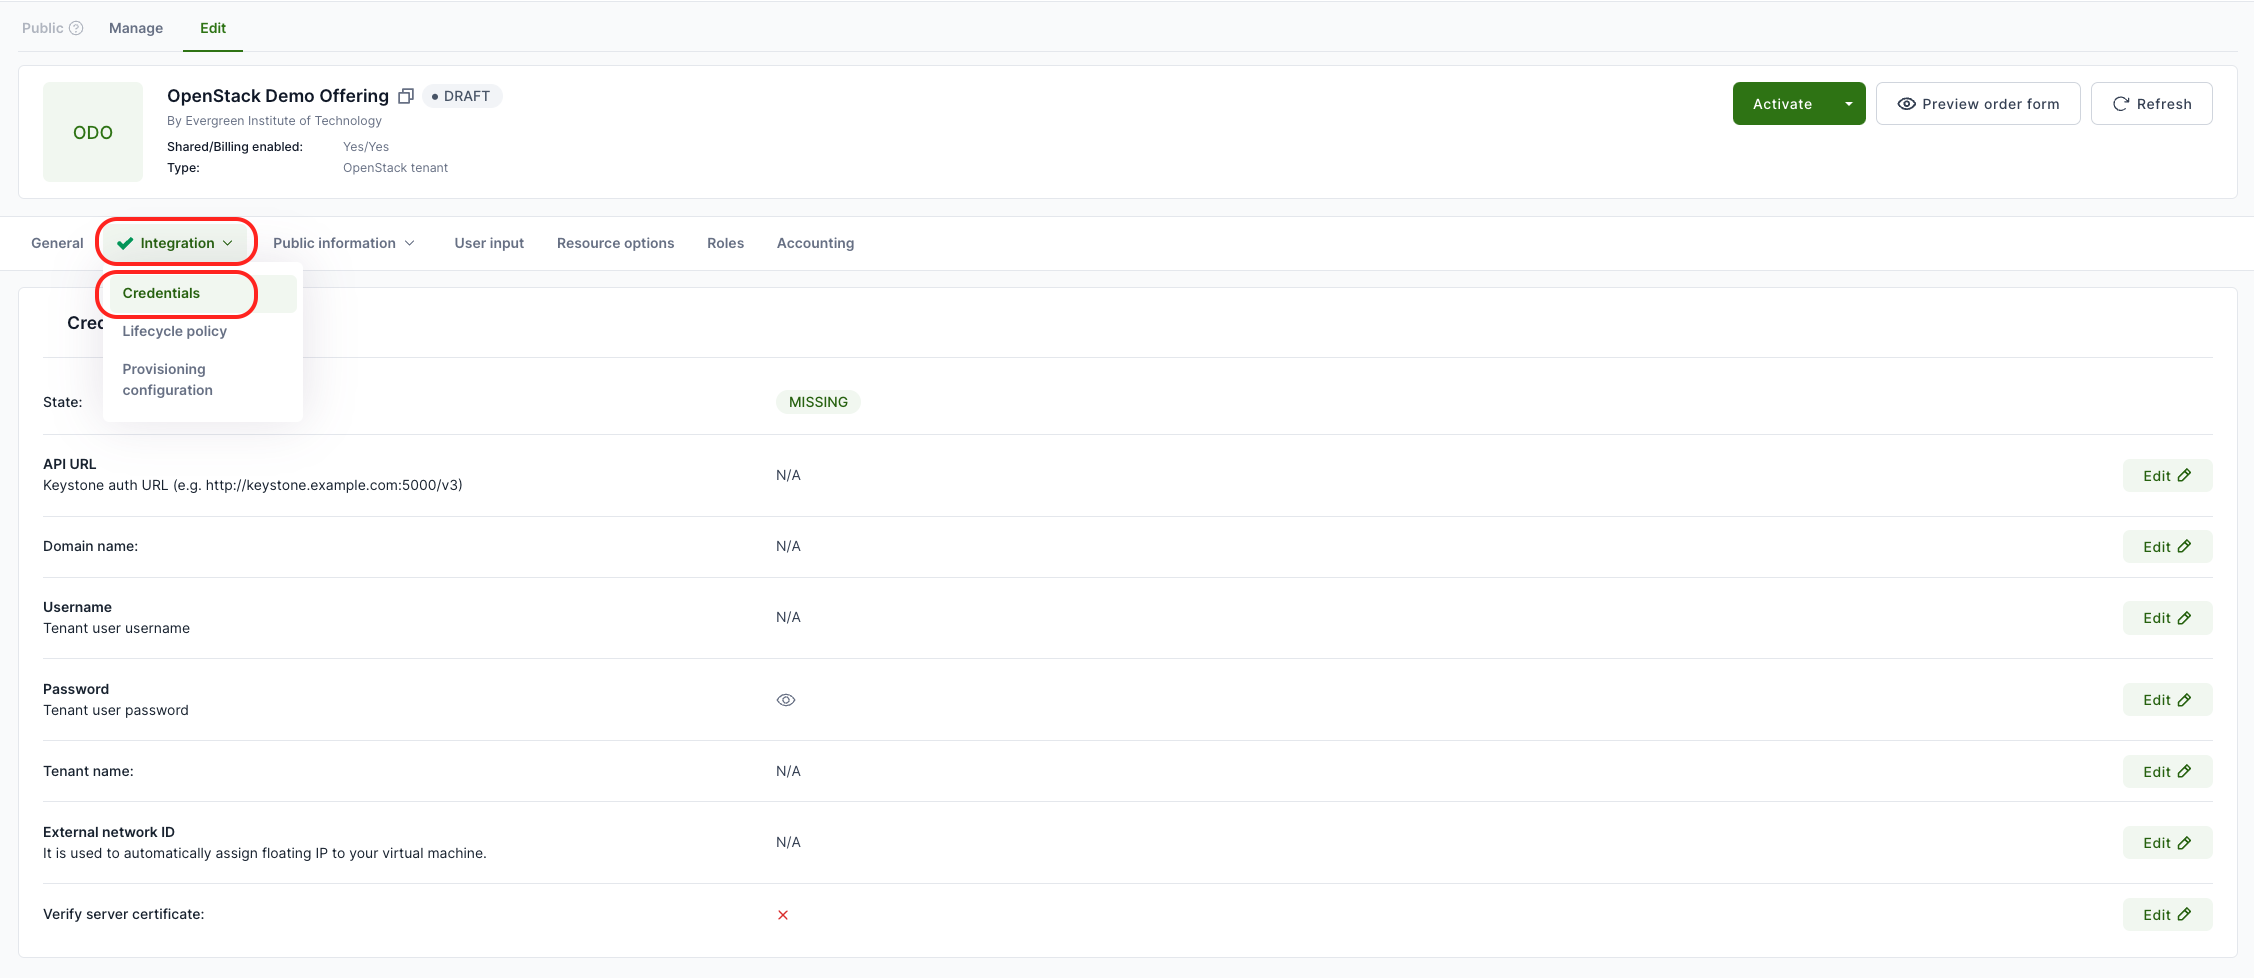 Public
Manage
Edit
ODO
OpenStack Demo Offering
DRAFT
By Evergreen Institute of Technology
Shared/Billing enabled: Yes/Yes
Type: OpenStack tenant
Activate
Preview order form
Refresh
General
Integration
Public information
User input
Resource options
Roles
Accounting
Credentials
Lifecycle policy
Provisioning
configuration
Cred
State: MISSING
API URL
Keystone auth URL (e.g. http://keystone.example.com:5000/v3)
N/A
Edit
Domain name: N/A
Edit
Username
Tenant user username
N/A
Edit
Password
Tenant user password
Edit
Tenant name: N/A
Edit
External network ID
It is used to automatically assign floating IP to your virtual machine.
N/A
Edit
Verify server certificate:
Edit